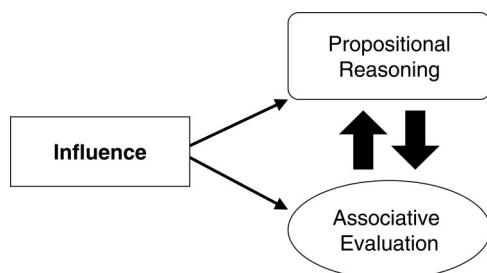 Propositional
Reasoning
Influence
Associative
Evaluation